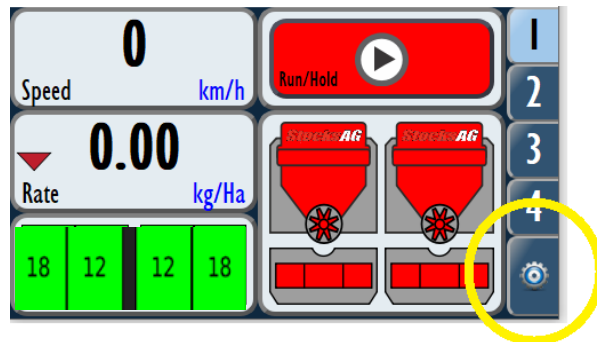 0
Speed km/h
0.00
Rate kg/Ha
18 12 12 18
Run/Hold
StocksAG StocksAG
1
2
3
4